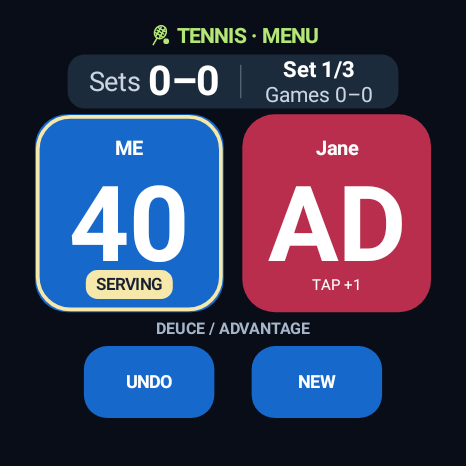 TENNIS · MENU
Sets 0–0
Set 1/3
Games 0–0
ME
40
SERVING
Jane
AD
TAP +1
DEUCE / ADVANTAGE
UNDO
NEW